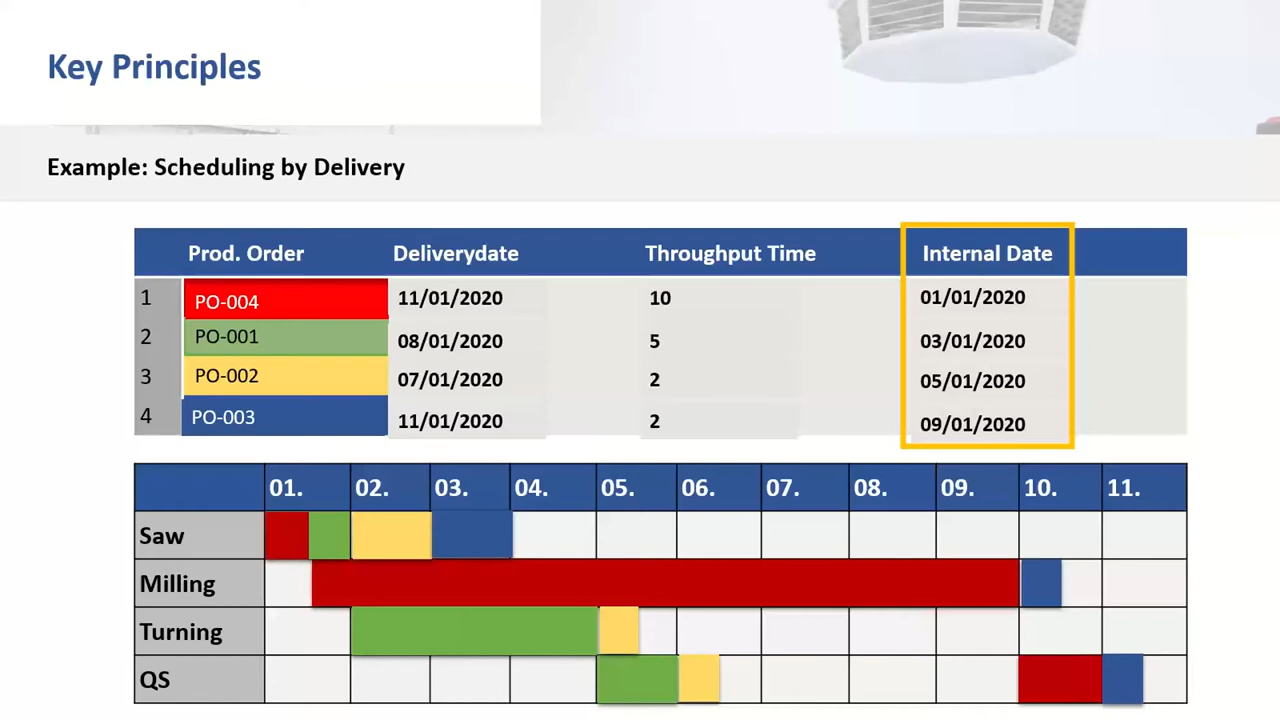 Key Principles
Example: Scheduling by Delivery
Prod. Order Deliverydate Throughput Time Internal Date
1 PO-004 11/01/2020 10 01/01/2020
2 PO-001 08/01/2020 5 03/01/2020
3 PO-002 07/01/2020 2 05/01/2020
4 PO-003 11/01/2020 2 09/01/2020
01. 02. 03. 04. 05. 06. 07. 08. 09. 10. 11.
Saw
Milling
Turning
QS